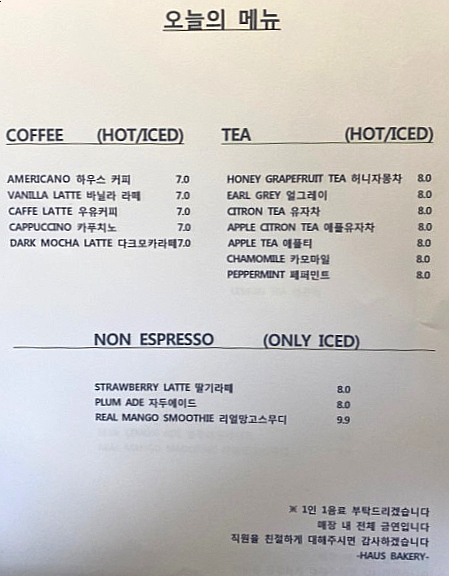 오늘의 메뉴
COFFEE (HOT/ICED)
AMERICANO 하우스 커피 7.0
VANILLA LATTE 바닐라 라떼 7.0
CAFFE LATTE 우유커피 7.0
CAPPUCCINO 카푸치노 7.0
DARK MOCHA LATTE 다크모카라떼 7.0
TEA (HOT/ICED)
HONEY GRAPEFRUIT TEA 허니자몽차 8.0
EARL GREY 얼그레이 8.0
CITRON TEA 유자차 8.0
APPLE CITRON TEA 애플유자차 8.0
APPLE TEA 애플티 8.0
CHAMOMILE 카모마일 8.0
PEPPERMINT 페퍼민트 8.0
NON ESPRESSO (ONLY ICED)
STRAWBERRY LATTE 딸기라떼 8.0
PLUM ADE 자두에이드 8.0
REAL MANGO SMOOTHIE 리얼망고스무디 9.9
※ 1인 1음료 부탁드리겠습니다
매장 내 전체 금연입니다
직원을 친절하게 대해주시면 감사하겠습니다
-HAUS BAKERY-